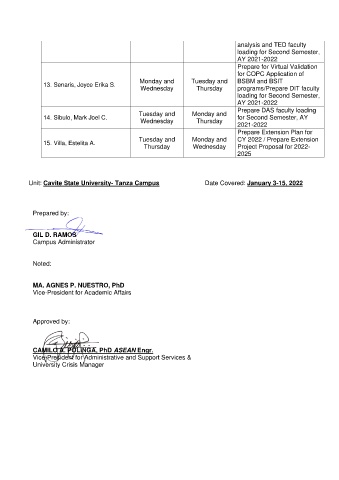 analysis and TED faculty
loading for Second Semester,
AY 2021-2022
13. Senaris, Joyce Erika S.
Monday and
Wednesday
Tuesday and
Thursday
Prepare for Virtual Validation
for COPC Application of
BSBM and BSIT
programs/Prepare DIT faculty
loading for Second Semester,
AY 2021-2022
14. Sibulo, Mark Joel C.
Tuesday and
Wednesday
Monday and
Thursday
Prepare DAS faculty loading
for Second Semester, AY
2021-2022
15. Villa, Estelita A.
Tuesday and
Thursday
Monday and
Wednesday
Prepare Extension Plan for
CY 2022 / Prepare Extension
Project Proposal for 2022-
2025
Unit: Cavite State University- Tanza Campus
Date Covered: January 3-15, 2022
Prepared by:
GIL D. RAMOS
Campus Administrator
Noted:
MA. AGNES P. NUESTRO, PhD
Vice-President for Academic Affairs
Approved by:
CAMILO A. POLINGA, PhD ASEAN Engr.
Vice-President for Administrative and Support Services &
University Crisis Manager